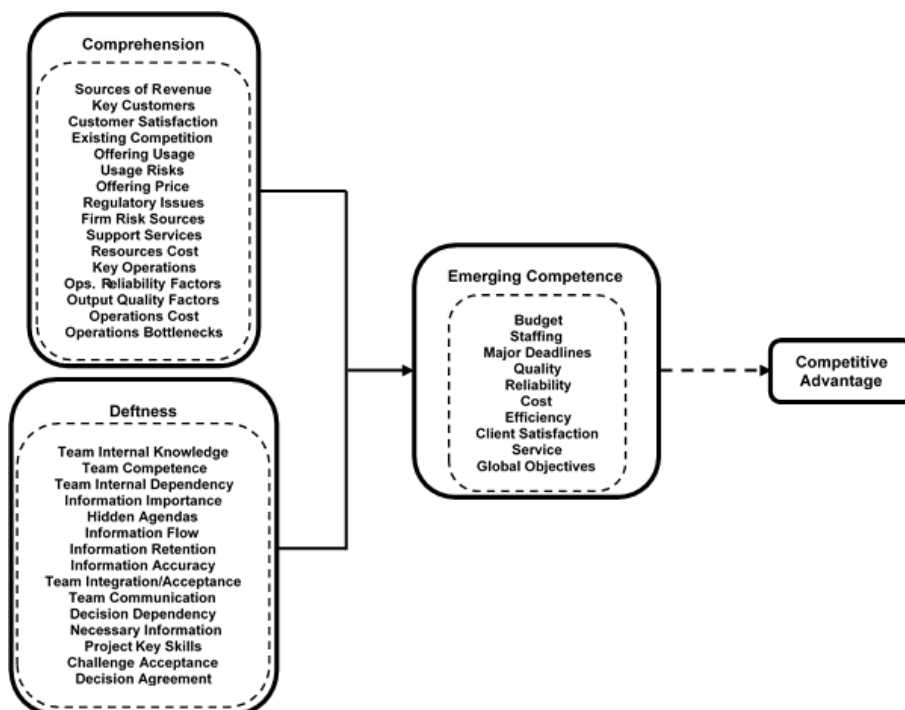 Comprehension
Sources of Revenue
Key Customers
Customer Satisfaction
Existing Competition
Offering Usage
Usage Risks
Offering Price
Regulatory Issues
Firm Risk Sources
Support Services
Resources Cost
Key Operations
Ops. Reliability Factors
Output Quality Factors
Operations Cost
Operations Bottlenecks
Deftness
Team Internal Knowledge
Team Competence
Team Internal Dependency
Information Importance
Hidden Agendas
Information Flow
Information Retention
Information Accuracy
Team Integration/Acceptance
Team Communication
Decision Dependency
Necessary Information
Project Key Skills
Challenge Acceptance
Decision Agreement
Emerging Competence
Budget
Staffing
Major Deadlines
Quality
Reliability
Cost
Efficiency
Client Satisfaction
Service
Global Objectives
Competitive
Advantage